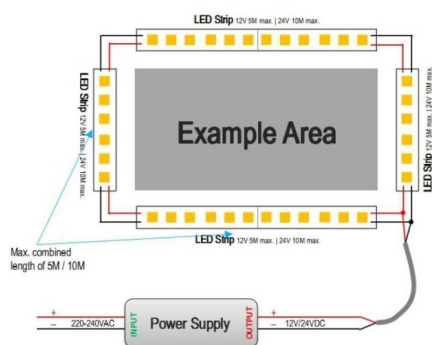 LED Strip 12V 5M max. | 24V 10M max.
LED Strip 12V 5M max. | 24V 10M max.
Example Area
LED Strip 12V 5M max. | 24V 10M max.
LED Strip 12V 5M max. | 24V 10M max.
Max. combined
length of 5M / 10M
+
220-240VAC
–
INPUT
Power Supply
OUTPUT
+
12V/24VDC
–